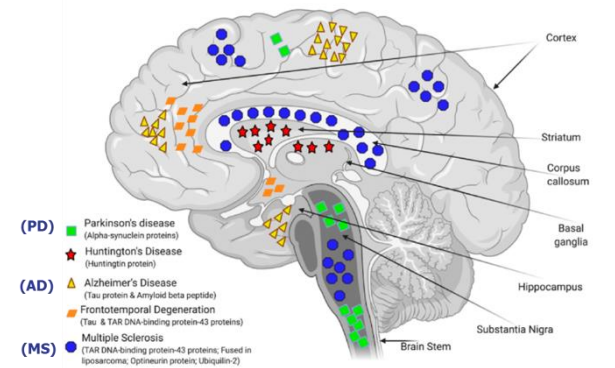 Cortex
Striatum
Corpus
callosum
Basal
ganglia
Hippocampus
Substantia Nigra
Brain Stem
(PD) Parkinson's disease
(Alpha-synuclein proteins)
Huntington's Disease
(Huntingtin protein)
(AD) Alzheimer's Disease
(Tau protein & Amyloid beta peptide)
Frontotemporal Degeneration
(Tau & TAR DNA-binding protein-43 proteins)
(MS) Multiple Sclerosis
(TAR DNA-binding protein-43 proteins; Fused in
liposarcoma; Optineurin protein; Ubiquilin-2)